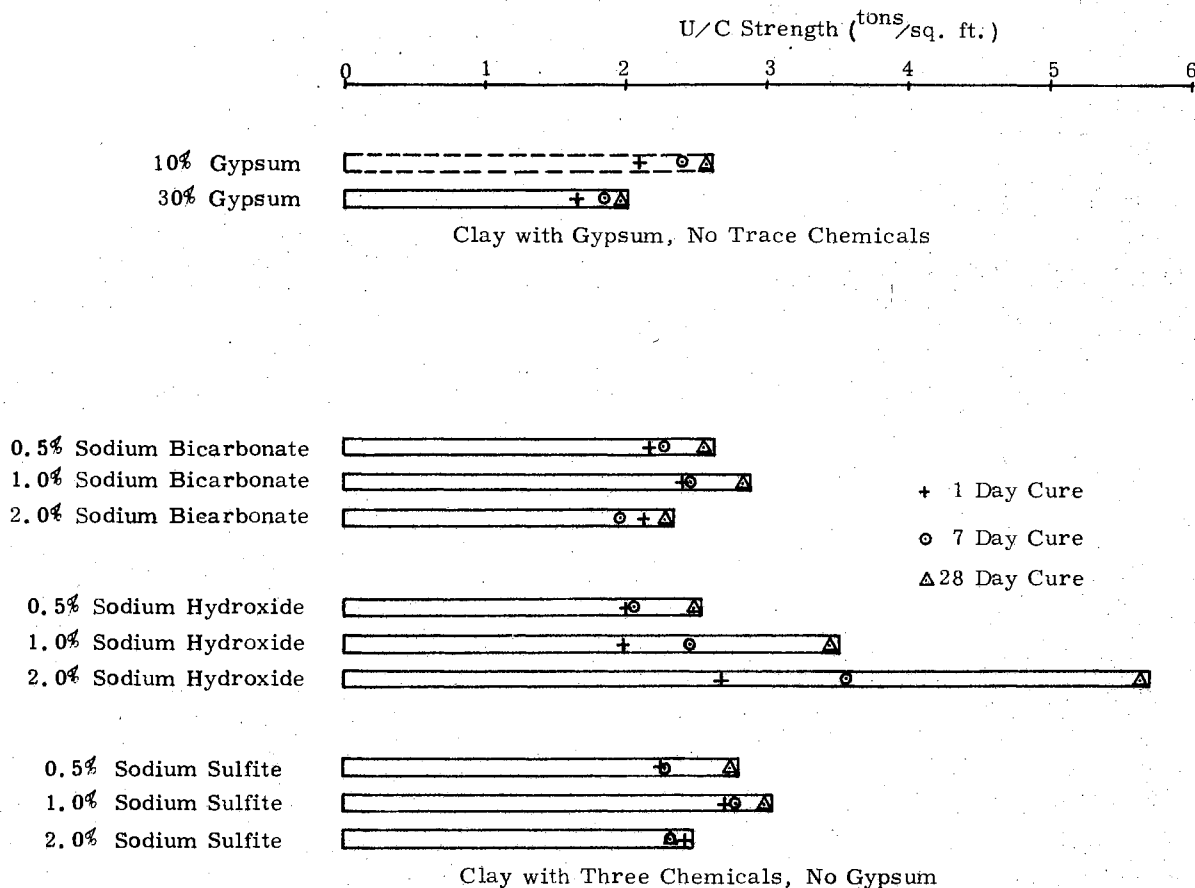 U/C Strength (tons/sq. ft.)
0 1 2 3 4 5 6
10% Gypsum
30% Gypsum
Clay with Gypsum, No Trace Chemicals
0.5% Sodium Bicarbonate
1.0% Sodium Bicarbonate
2.0% Sodium Bicarbonate
+ 1 Day Cure
⊙ 7 Day Cure
△ 28 Day Cure
0.5% Sodium Hydroxide
1.0% Sodium Hydroxide
2.0% Sodium Hydroxide
0.5% Sodium Sulfite
1.0% Sodium Sulfite
2.0% Sodium Sulfite
Clay with Three Chemicals, No Gypsum